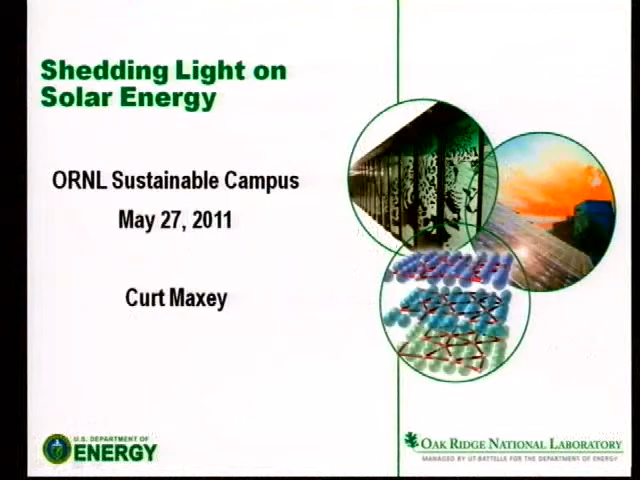 Shedding Light on
Solar Energy
ORNL Sustainable Campus
May 27, 2011
Curt Maxey
U.S. DEPARTMENT OF
ENERGY
OAK RIDGE NATIONAL LABORATORY
MANAGED BY UT-BATTELLE FOR THE DEPARTMENT OF ENERGY